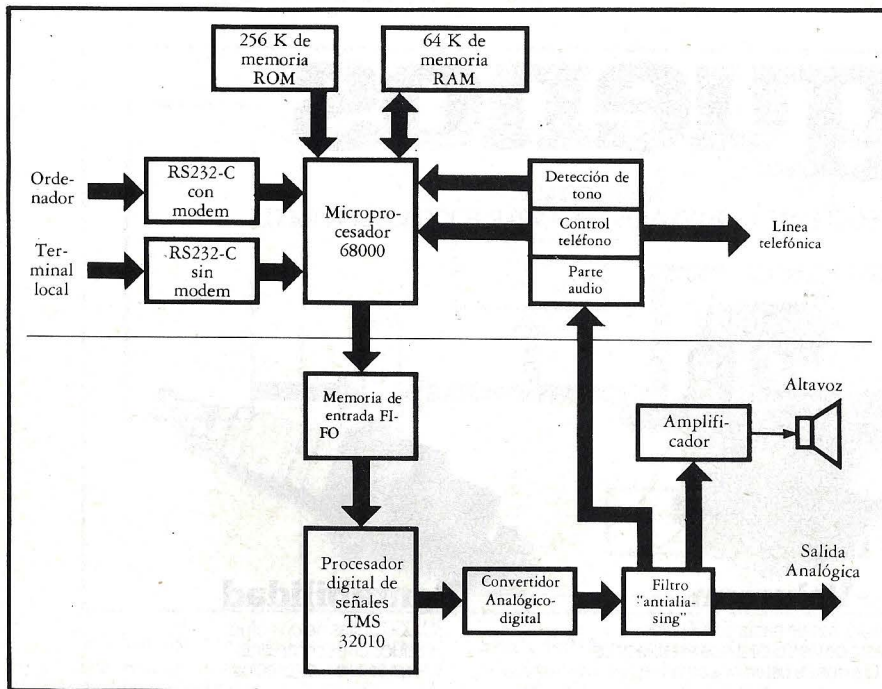 256 K de
memoria
ROM
64 K de
memoria
RAM
Orde-
nador
RS232-C
con
modem
Micropro-
cesador
68000
Detección de
tono
Control
teléfono
Parte
audio
Línea
telefónica
Ter-
minal
local
RS232-C
sin
modem
Memoria de
entrada FI-
FO
Altavoz
Amplifi-
cador
Procesador
digital de
señales
TMS
32010
Convertidor
Analógico-
digital
Filtro
"antialia-
sing"
Salida
Analógica